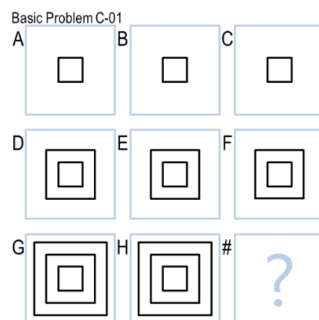 Basic Problem C-01
A B C
D E F
G H #
?